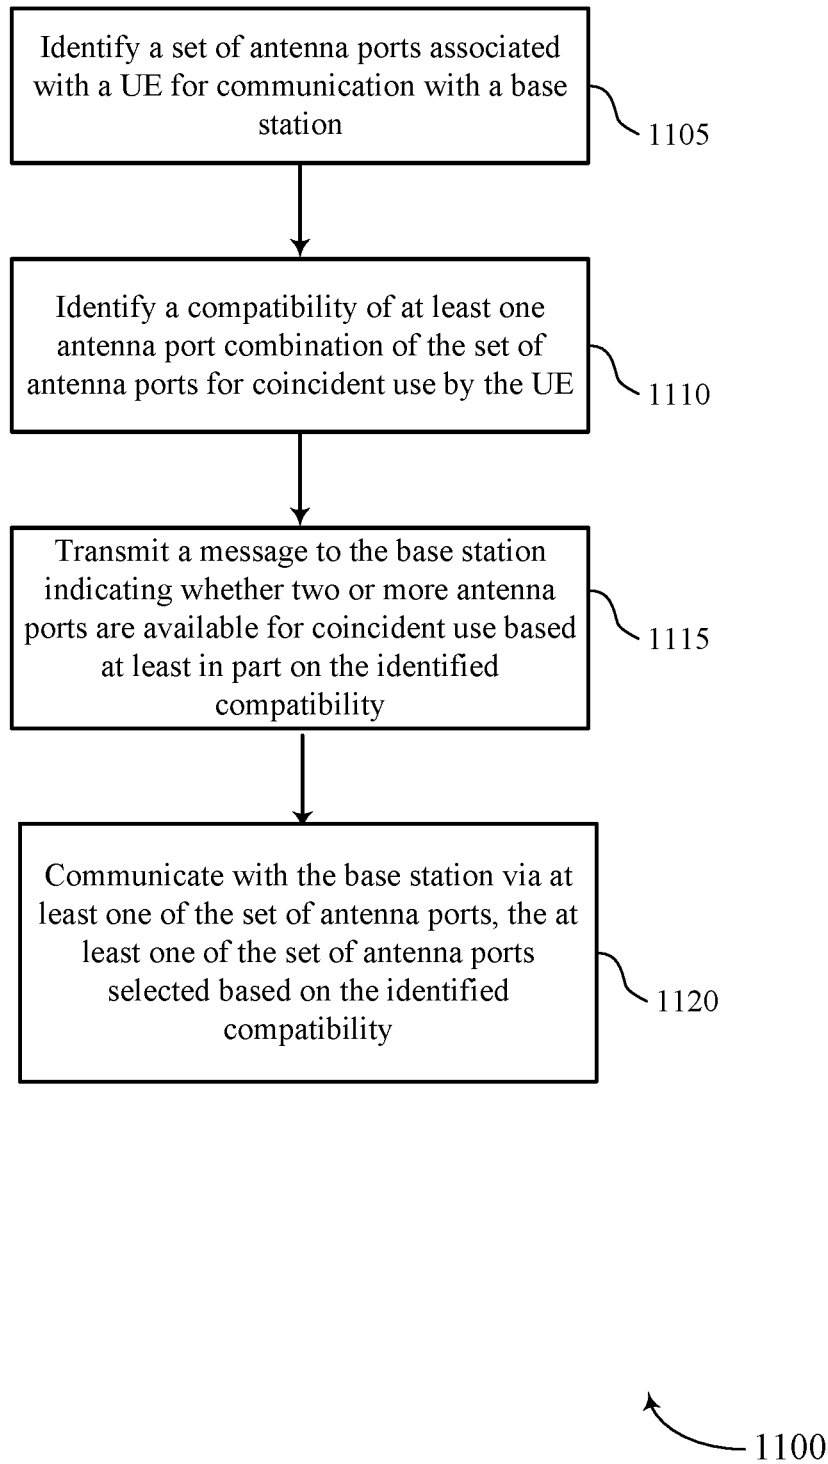 Identify a set of antenna ports associated
with a UE for communication with a base
station
1105
Identify a compatibility of at least one
antenna port combination of the set of
antenna ports for coincident use by the UE
1110
Transmit a message to the base station
indicating whether two or more antenna
ports are available for coincident use based
at least in part on the identified
compatibility
1115
Communicate with the base station via at
least one of the set of antenna ports, the at
least one of the set of antenna ports
selected based on the identified
compatibility
1120
1100